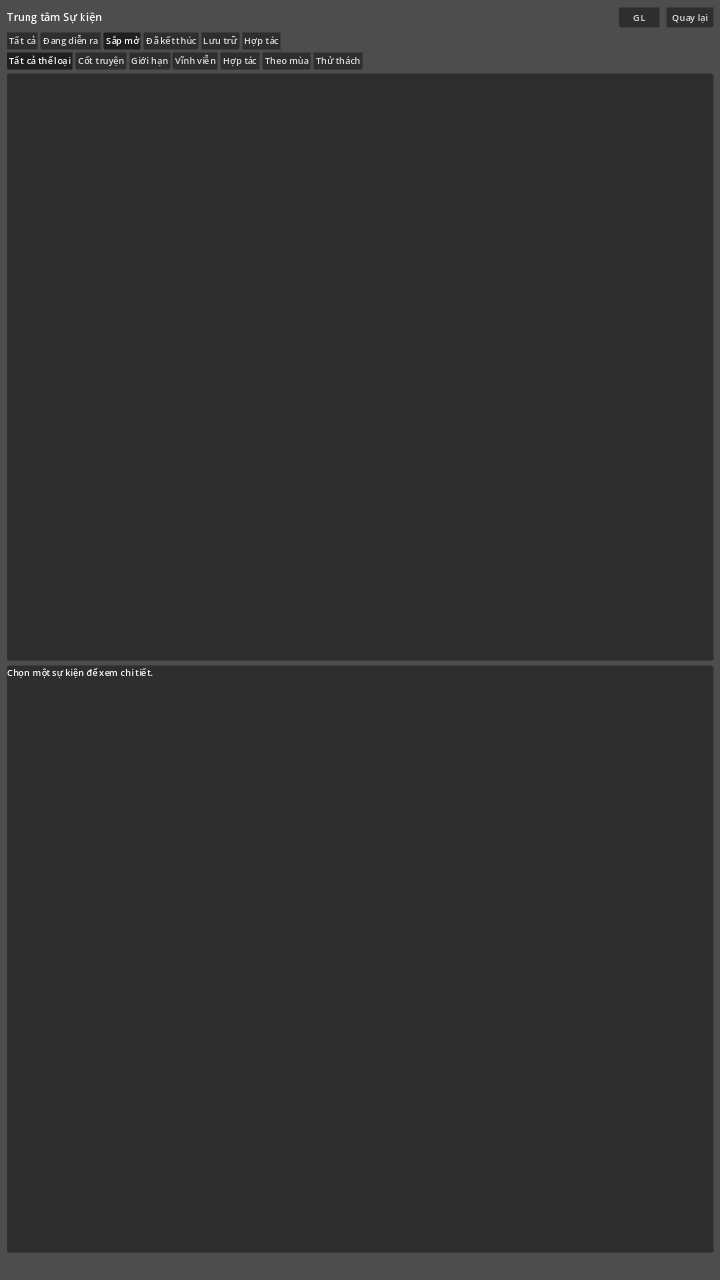 Trung tâm Sự kiện GL Quay lại
Tất cả Đang diễn ra Sắp mở Đã kết thúc Lưu trữ Hợp tác
Tất cả thể loại Cốt truyện Giới hạn Vĩnh viễn Hợp tác Theo mùa Thử thách
Chọn một sự kiện để xem chi tiết.